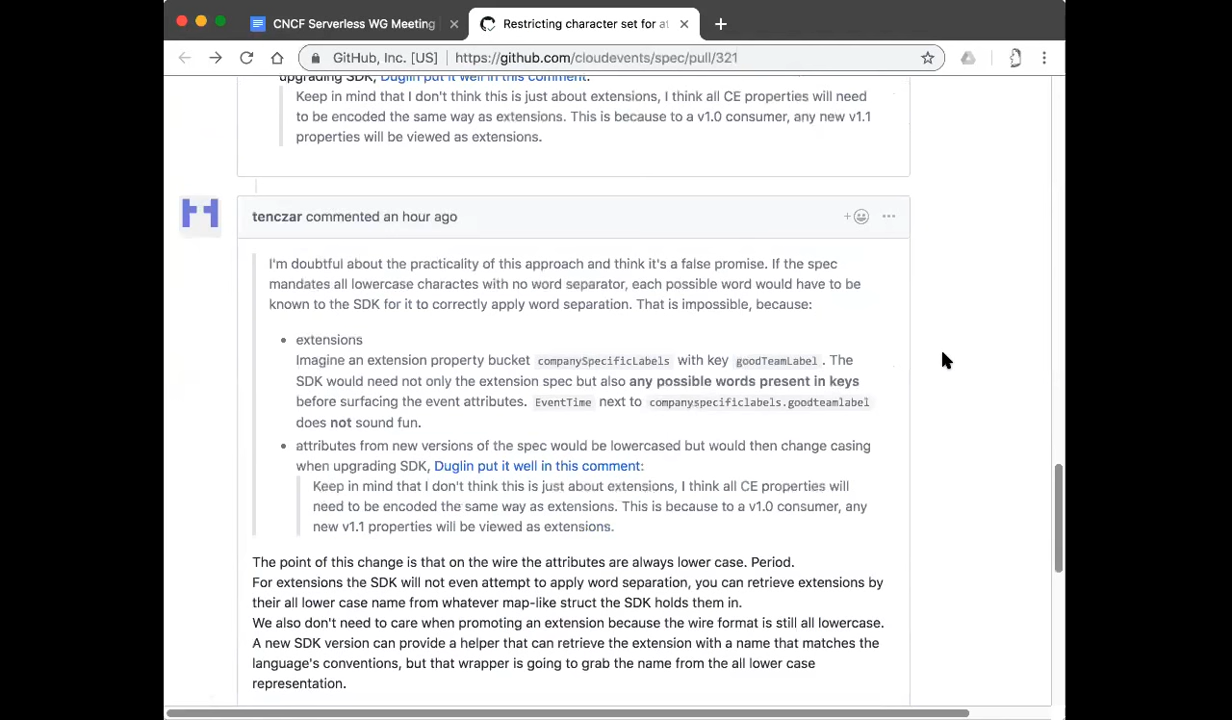 CNCF Serverless WG Meeting
Restricting character set for a
GitHub, Inc. [US]
https://github.com/cloudevents/spec/pull/321
upgrading SDK, Duglin put it well in this comment:
Keep in mind that I don't think this is just about extensions, I think all CE properties will need
to be encoded the same way as extensions. This is because to a v1.0 consumer, any new v1.1
properties will be viewed as extensions.
tenczar commented an hour ago
I'm doubtful about the practicality of this approach and think it's a false promise. If the spec
mandates all lowercase charactes with no word separator, each possible word would have to be
known to the SDK for it to correctly apply word separation. That is impossible, because:
• extensions
Imagine an extension property bucket companySpecificLabels with key goodTeamLabel. The
SDK would need not only the extension spec but also any possible words present in keys
before surfacing the event attributes. EventTime next to companyspecificlabels.goodteamlabel
does not sound fun.
• attributes from new versions of the spec would be lowercased but would then change casing
when upgrading SDK, Duglin put it well in this comment:
Keep in mind that I don't think this is just about extensions, I think all CE properties will
need to be encoded the same way as extensions. This is because to a v1.0 consumer, any
new v1.1 properties will be viewed as extensions.
The point of this change is that on the wire the attributes are always lower case. Period.
For extensions the SDK will not even attempt to apply word separation, you can retrieve extensions by
their all lower case name from whatever map-like struct the SDK holds them in.
We also don't need to care when promoting an extension because the wire format is still all lowercase.
A new SDK version can provide a helper that can retrieve the extension with a name that matches the
language's conventions, but that wrapper is going to grab the name from the all lower case
representation.